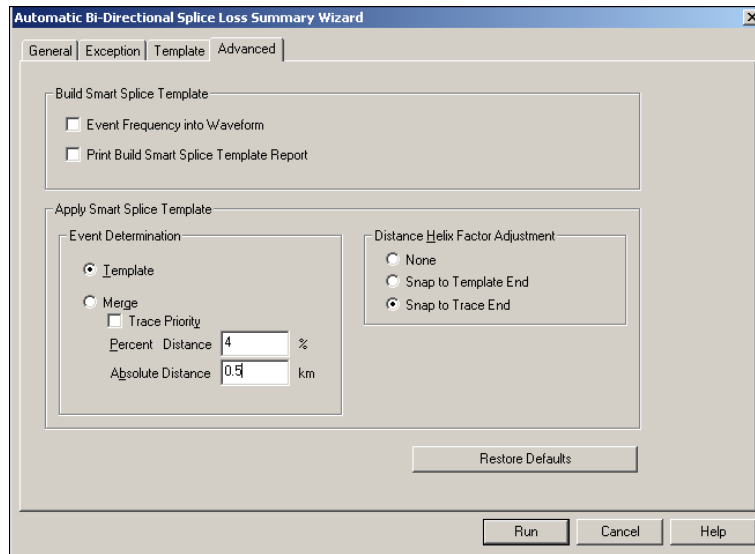 Automatic Bi-Directional Splice Loss Summary Wizard
General Exception Template Advanced
Build Smart Splice Template
Event Frequency into Waveform
Print Build Smart Splice Template Report
Apply Smart Splice Template
Event Determination
Template
Merge
Trace Priority
Percent Distance 4 %
Absolute Distance 0.5 km
Distance Helix Factor Adjustment
None
Snap to Template End
Snap to Trace End
Restore Defaults
Run Cancel Help